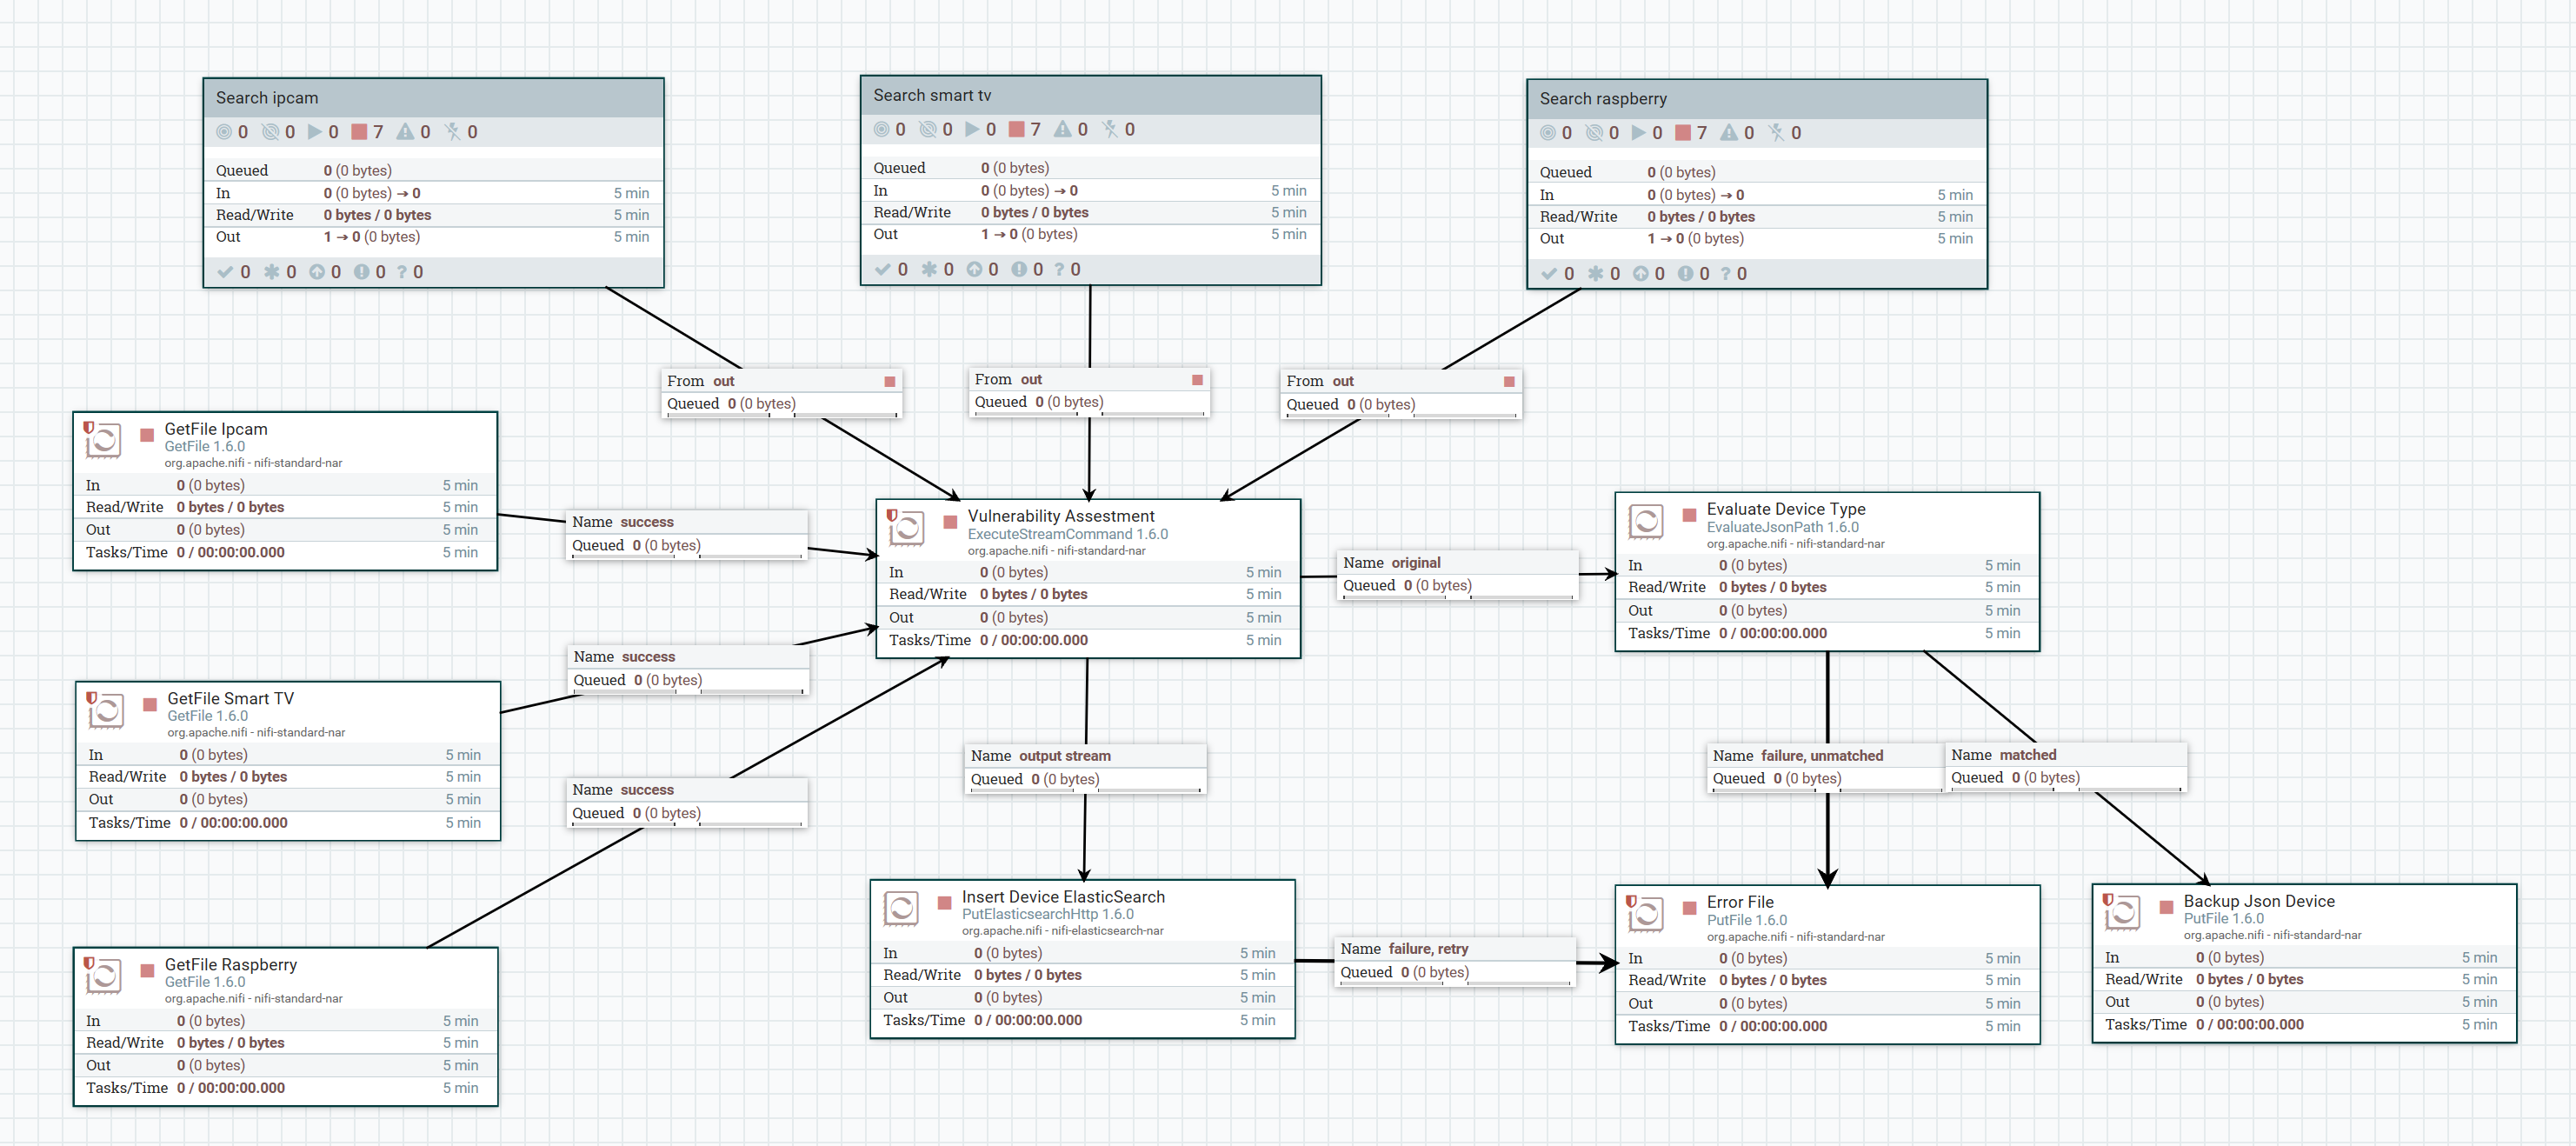 Search ipcam
0 0 0 7 0 0
Queued 0 (0 bytes)
In 0 (0 bytes) → 0 5 min
Read/Write 0 bytes / 0 bytes 5 min
Out 1 → 0 (0 bytes) 5 min
0 0 0 0 ? 0
Search smart tv
0 0 0 7 0 0
Queued 0 (0 bytes)
In 0 (0 bytes) → 0 5 min
Read/Write 0 bytes / 0 bytes 5 min
Out 1 → 0 (0 bytes) 5 min
0 0 0 0 ? 0
Search raspberry
0 0 0 7 0 0
Queued 0 (0 bytes)
In 0 (0 bytes) → 0 5 min
Read/Write 0 bytes / 0 bytes 5 min
Out 1 → 0 (0 bytes) 5 min
0 0 0 0 ? 0
From out
Queued 0 (0 bytes)
From out
Queued 0 (0 bytes)
From out
Queued 0 (0 bytes)
GetFile Ipcam
GetFile 1.6.0
org.apache.nifi - nifi-standard-nar
In 0 (0 bytes) 5 min
Read/Write 0 bytes / 0 bytes 5 min
Out 0 (0 bytes) 5 min
Tasks/Time 0 / 00:00:00.000 5 min
Name success
Queued 0 (0 bytes)
Vulnerability Assestment
ExecuteStreamCommand 1.6.0
org.apache.nifi - nifi-standard-nar
In 0 (0 bytes) 5 min
Read/Write 0 bytes / 0 bytes 5 min
Out 0 (0 bytes) 5 min
Tasks/Time 0 / 00:00:00.000 5 min
Name original
Queued 0 (0 bytes)
Evaluate Device Type
EvaluateJsonPath 1.6.0
org.apache.nifi - nifi-standard-nar
In 0 (0 bytes) 5 min
Read/Write 0 bytes / 0 bytes 5 min
Out 0 (0 bytes) 5 min
Tasks/Time 0 / 00:00:00.000 5 min
Name success
Queued 0 (0 bytes)
GetFile Smart TV
GetFile 1.6.0
org.apache.nifi - nifi-standard-nar
In 0 (0 bytes) 5 min
Read/Write 0 bytes / 0 bytes 5 min
Out 0 (0 bytes) 5 min
Tasks/Time 0 / 00:00:00.000 5 min
Name success
Queued 0 (0 bytes)
Name output stream
Queued 0 (0 bytes)
Name failure, unmatched
Queued 0 (0 bytes)
Name matched
Queued 0 (0 bytes)
GetFile Raspberry
GetFile 1.6.0
org.apache.nifi - nifi-standard-nar
In 0 (0 bytes) 5 min
Read/Write 0 bytes / 0 bytes 5 min
Out 0 (0 bytes) 5 min
Tasks/Time 0 / 00:00:00.000 5 min
Insert Device ElasticSearch
PutElasticsearchHttp 1.6.0
org.apache.nifi - nifi-elasticsearch-nar
In 0 (0 bytes) 5 min
Read/Write 0 bytes / 0 bytes 5 min
Out 0 (0 bytes) 5 min
Tasks/Time 0 / 00:00:00.000 5 min
Name failure, retry
Queued 0 (0 bytes)
Error File
PutFile 1.6.0
org.apache.nifi - nifi-standard-nar
In 0 (0 bytes) 5 min
Read/Write 0 bytes / 0 bytes 5 min
Out 0 (0 bytes) 5 min
Tasks/Time 0 / 00:00:00.000 5 min
Backup Json Device
PutFile 1.6.0
org.apache.nifi - nifi-standard-nar
In 0 (0 bytes) 5 min
Read/Write 0 bytes / 0 bytes 5 min
Out 0 (0 bytes) 5 min
Tasks/Time 0 / 00:00:00.000 5 min